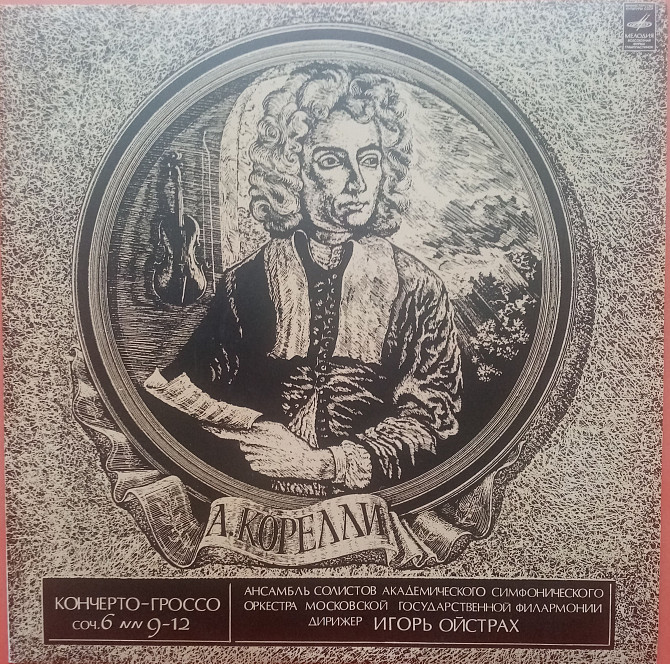 МЕЛОДИЯ
А. КОРЕЛЛИ
КОНЧЕРТО-ГРОССО
соч. 6 NN 9-12
АНСАМБЛЬ СОЛИСТОВ АКАДЕМИЧЕСКОГО СИМФОНИЧЕСКОГО
ОРКЕСТРА МОСКОВСКОЙ ГОСУДАРСТВЕННОЙ ФИЛАРМОНИИ
ДИРИЖЕР ИГОРЬ ОЙСТРАХ